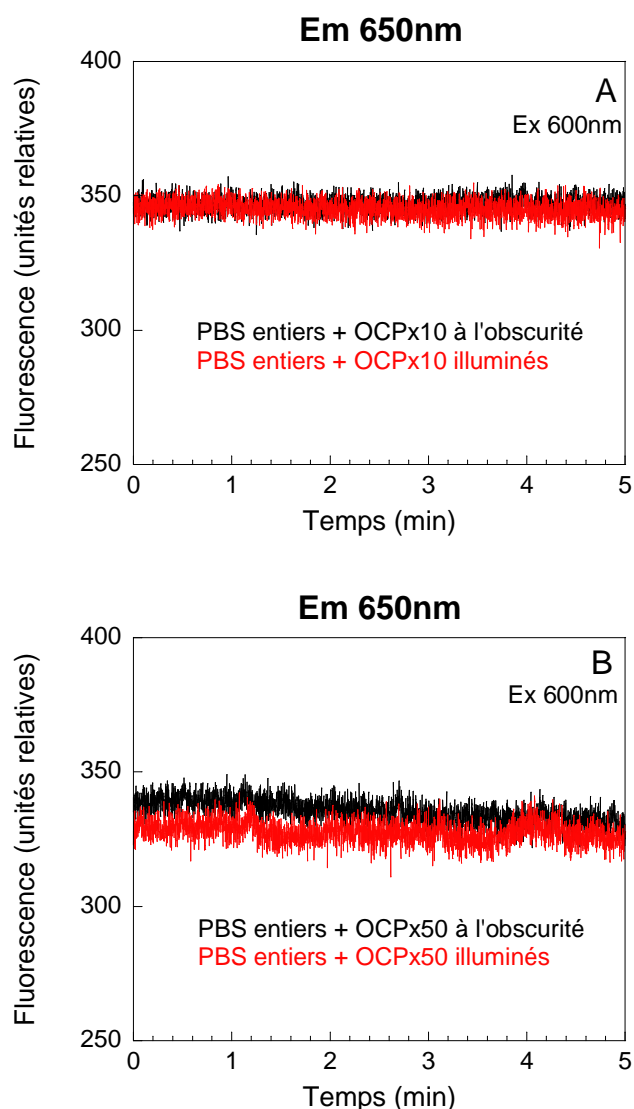 Em 650nm
400
A
Ex 600nm
350
Fluorescence (unités relatives)
300
PBS entiers + OCPx10 à l'obscurité
PBS entiers + OCPx10 illuminés
250
0 1 2 3 4 5
Temps (min)
Em 650nm
400
B
Ex 600nm
350
Fluorescence (unités relatives)
300
PBS entiers + OCPx50 à l'obscurité
PBS entiers + OCPx50 illuminés
250
0 1 2 3 4 5
Temps (min)